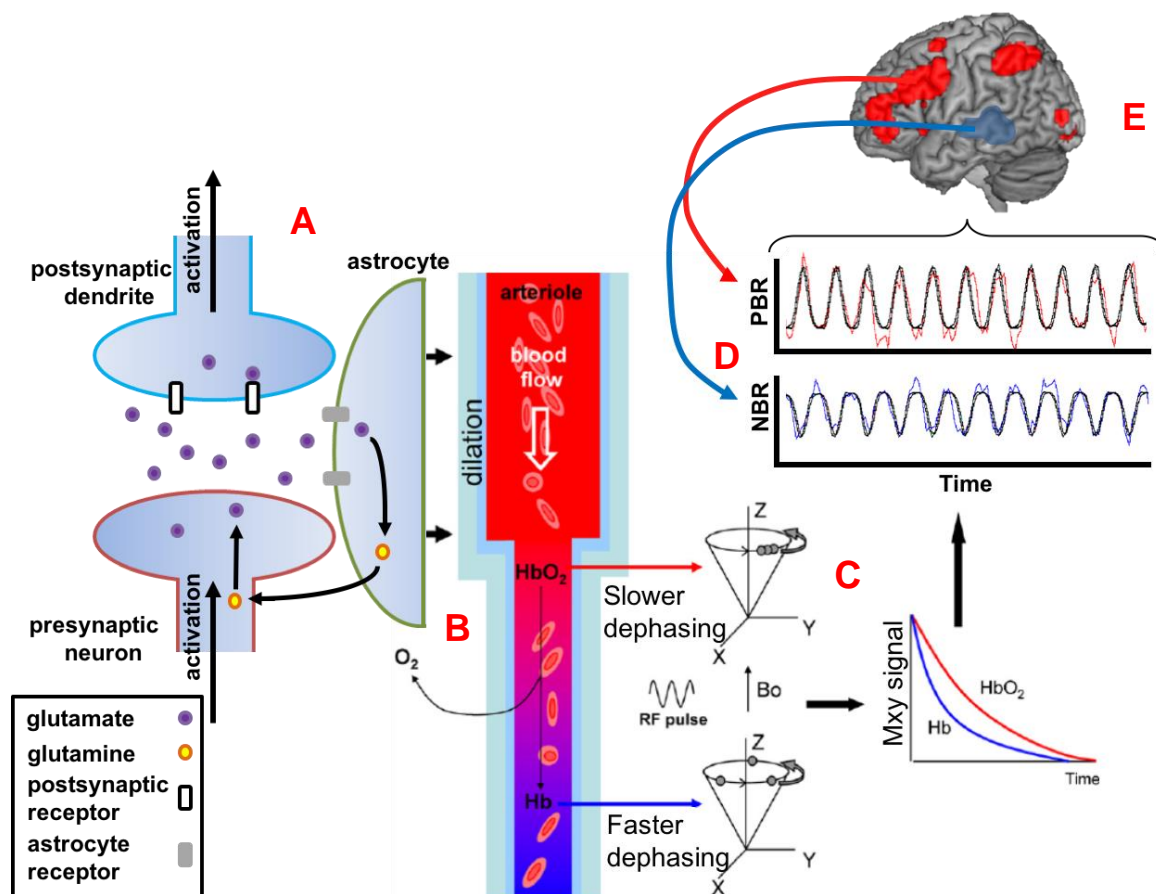 A
activation
postsynaptic
dendrite
astrocyte
presynaptic
neuron
activation
glutamate
glutamine
postsynaptic
receptor
astrocyte
receptor
B
arteriole
blood
flow
dilation
HbO2
O2
Hb
Slower
dephasing
Faster
dephasing
C
Z
Y
X
RF pulse
Bo
Z
Y
X
Mxy signal
HbO2
Hb
Time
D
PBR
NBR
Time
E